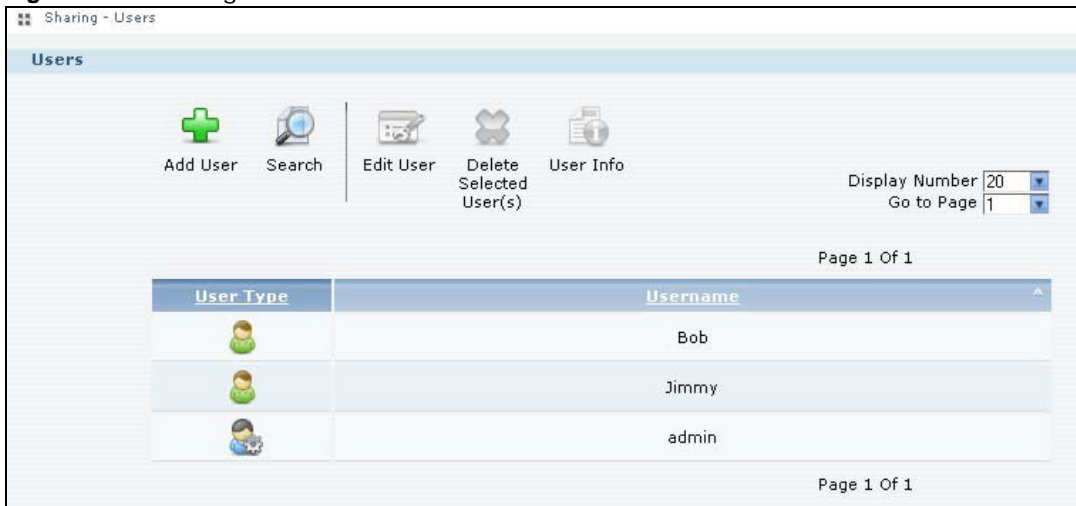 Sharing - Users
Users
Add User
Search
Edit User
Delete
Selected
User(s)
User Info
Display Number 20
Go to Page 1
Page 1 Of 1
User Type
Username
Bob
Jimmy
admin
Page 1 Of 1